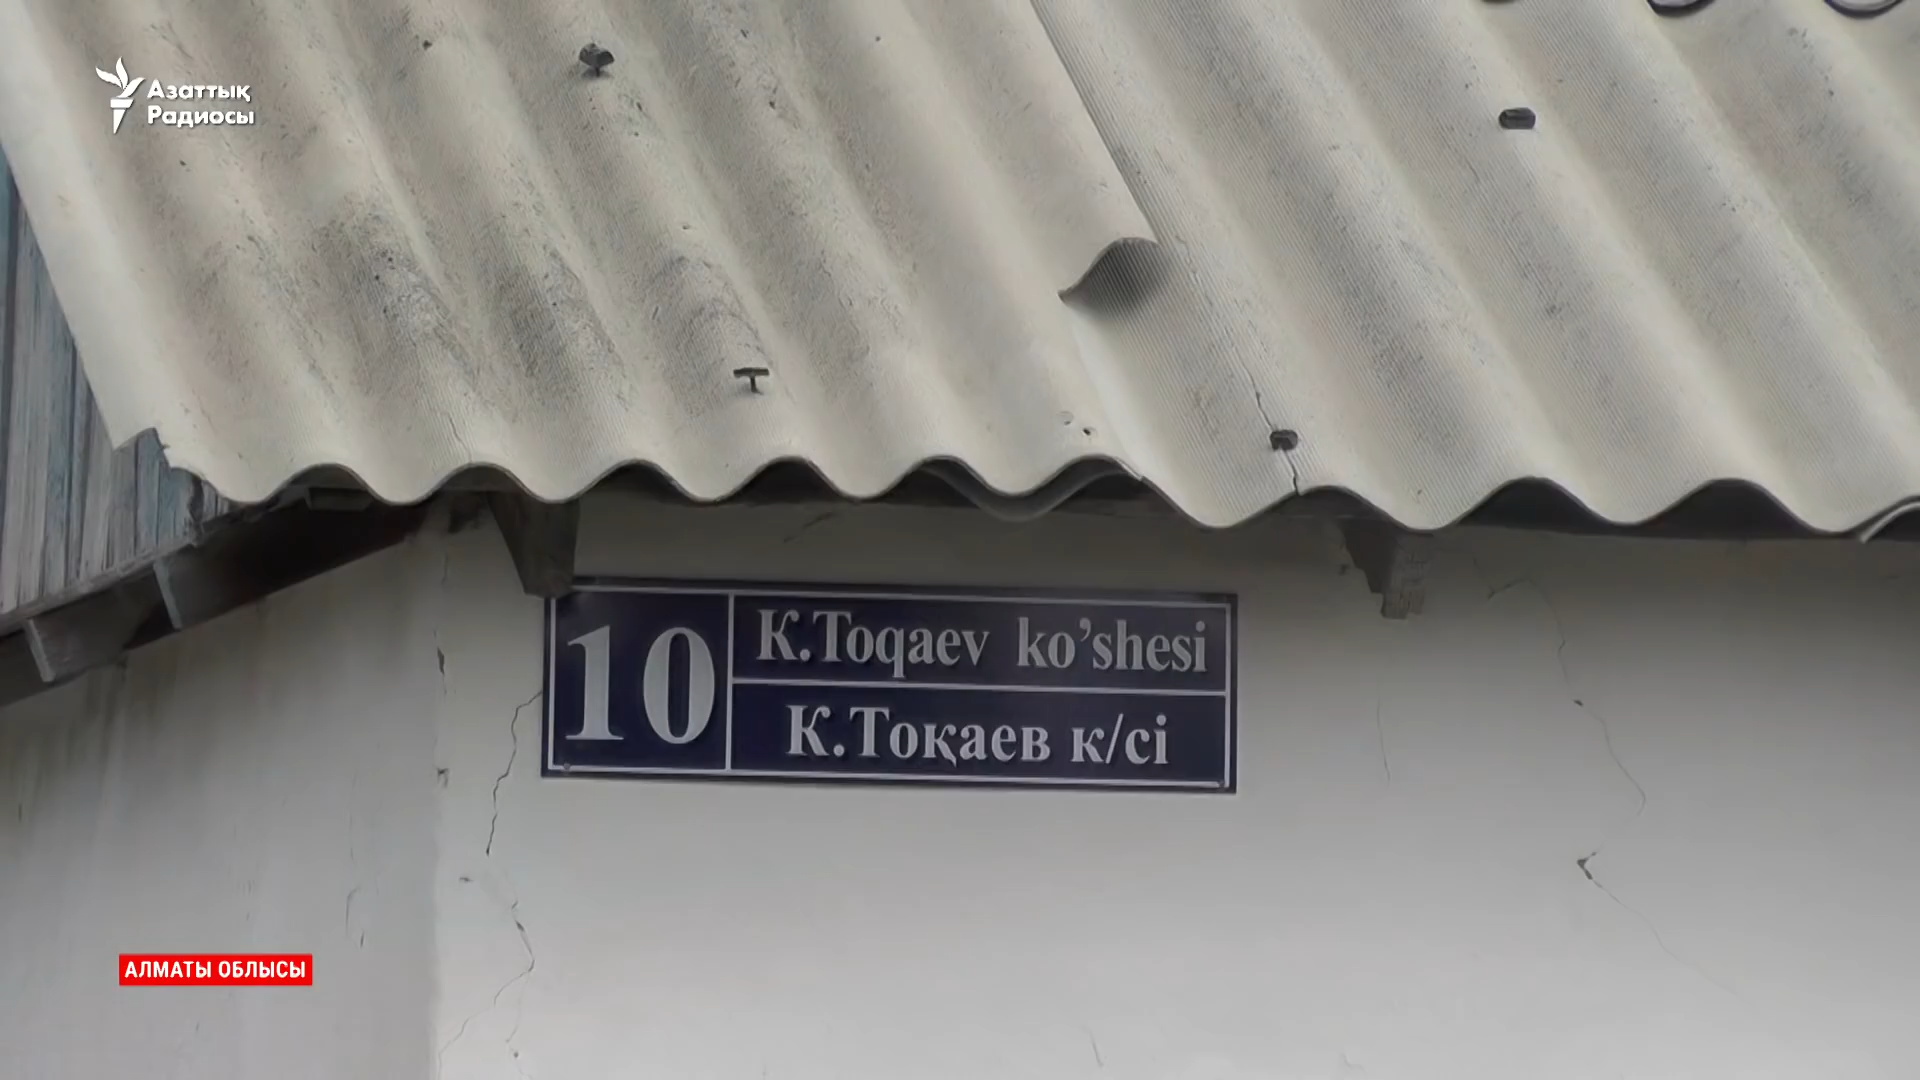 Азаттық
Радиосы
10
K.Toqaev ko’shesi
К.Тоқаев к/сі
АЛМАТЫ ОБЛЫСЫ